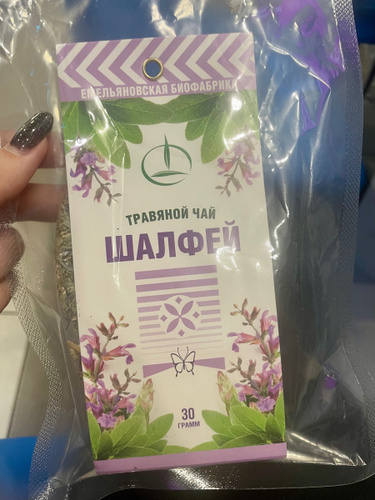 ЕМЕЛЬЯНОВСКАЯ БИОФАБРИКА
ТРАВЯНОЙ ЧАЙ
ШАЛФЕЙ
30
ГРАММ